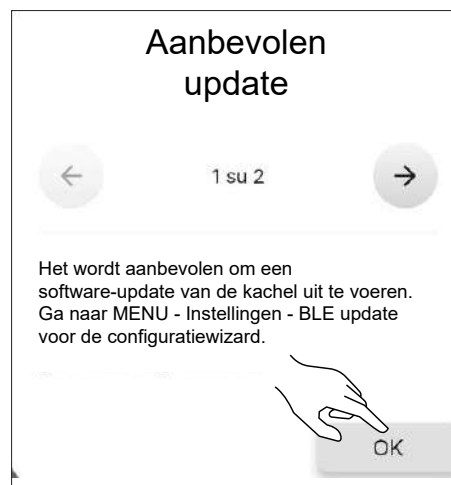 Aanbevolen
update
1 su 2
Het wordt aanbevolen om een
software-update van de kachel uit te voeren.
Ga naar MENU - Instellingen - BLE update
voor de configuratiewizard.
OK